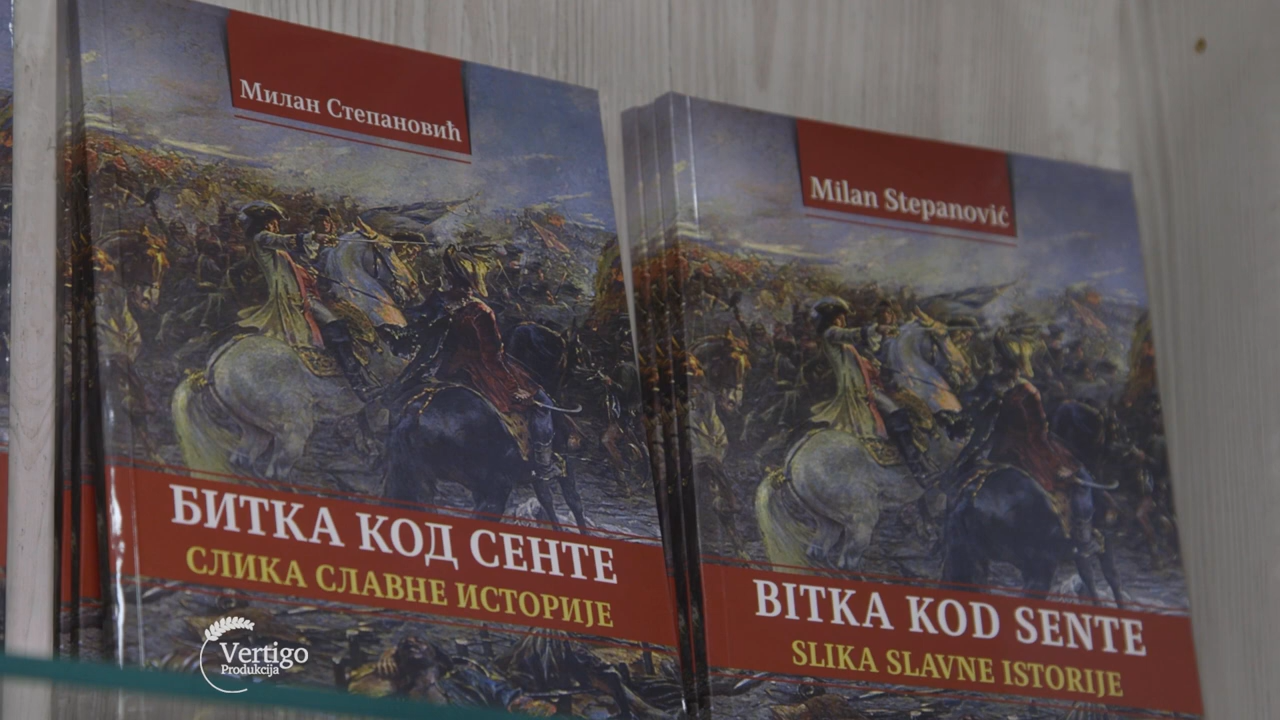 Милан Степановић
БИТКА КОД СЕНТЕ
СЛИКА СЛАВНЕ ИСТОРИЈЕ
Milan Stepanović
BITKA KOD SENTE
SLIKA SLAVNE ISTORIJE
Vertigo
Produkcija